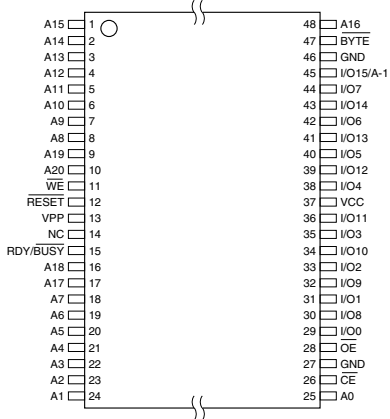 A15 1 48 A16
A14 2 47 BYTE
A13 3 46 GND
A12 4 45 I/O15/A-1
A11 5 44 I/O7
A10 6 43 I/O14
A9 7 42 I/O6
A8 8 41 I/O13
A19 9 40 I/O5
A20 10 39 I/O12
WE 11 38 I/O4
RESET 12 37 VCC
VPP 13 36 I/O11
NC 14 35 I/O3
RDY/BUSY 15 34 I/O10
A18 16 33 I/O2
A17 17 32 I/O9
A7 18 31 I/O1
A6 19 30 I/O8
A5 20 29 I/O0
A4 21 28 OE
A3 22 27 GND
A2 23 26 CE
A1 24 25 A0